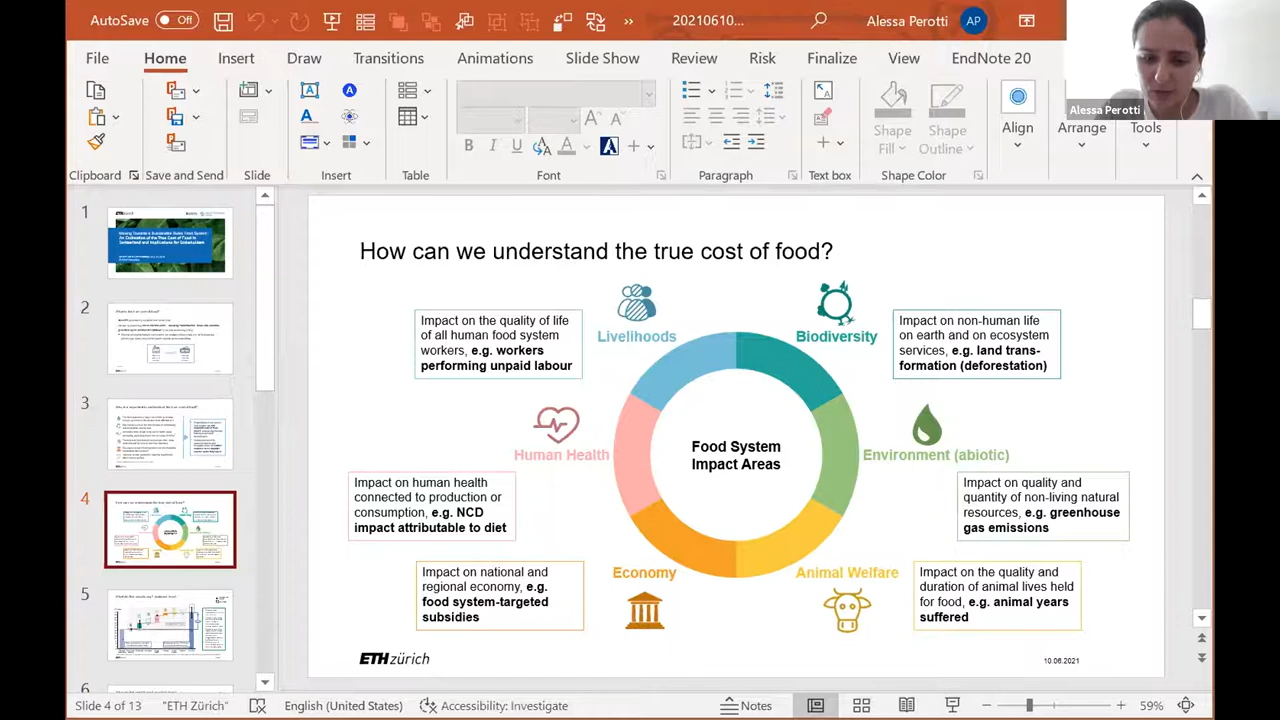 AutoSave Off 20210610... Alessa Perotti AP
File Home Insert Draw Transitions Animations Slide Show Review Risk Finalize View EndNote 20
Alessa Perotti
Shape Fill Shape Outline Align Arrange Tools
Clipboard Save and Send Slide Insert Table Font Paragraph Text box Shape Color
1
2
3
4
5
6
How can we understand the true cost of food?
Livelihoods
Impact on the quality of life
of all human food system
workers, e.g. workers
performing unpaid labour
Biodiversity
Impact on non-human life
on earth and on ecosystem
services, e.g. land trans-
formation (deforestation)
Human Health
Impact on human health
connected to production or
consumption, e.g. NCD
impact attributable to diet
Food System
Impact Areas
Environment (abiotic)
Impact on quality and
quantity of non-living natural
resources, e.g. greenhouse
gas emissions
Economy
Impact on national and
regional economy, e.g.
food system-targeted
subsidies
Animal Welfare
Impact on the quality and
duration of animal lives held
for food, e.g. animal years
suffered
ETH zürich
10.06.2021
Slide 4 of 13 "ETH Zürich" English (United States) Accessibility: Investigate Notes 59%